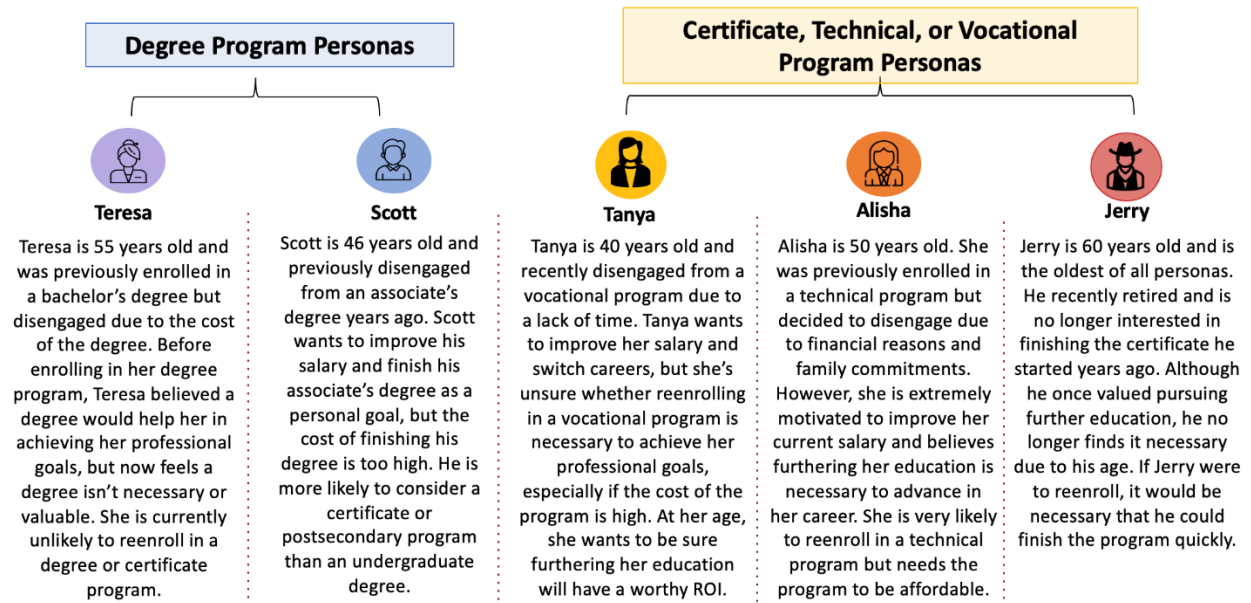 Degree Program Personas
Certificate, Technical, or Vocational
Program Personas
Teresa
Teresa is 55 years old and
was previously enrolled in
a bachelor’s degree but
disengaged due to the cost
of the degree. Before
enrolling in her degree
program, Teresa believed a
degree would help her in
achieving her professional
goals, but now feels a
degree isn’t necessary or
valuable. She is currently
unlikely to reenroll in a
degree or certificate
program.
Scott
Scott is 46 years old and
previously disengaged
from an associate’s
degree years ago. Scott
wants to improve his
salary and finish his
associate’s degree as a
personal goal, but the
cost of finishing his
degree is too high. He is
more likely to consider a
certificate or
postsecondary program
than an undergraduate
degree.
Tanya
Tanya is 40 years old and
recently disengaged from a
vocational program due to
a lack of time. Tanya wants
to improve her salary and
switch careers, but she’s
unsure whether reenrolling
in a vocational program is
necessary to achieve her
professional goals,
especially if the cost of the
program is high. At her age,
she wants to be sure
furthering her education
will have a worthy ROI.
Alisha
Alisha is 50 years old. She
was previously enrolled in
a technical program but
decided to disengage due
to financial reasons and
family commitments.
However, she is extremely
motivated to improve her
current salary and believes
furthering her education is
necessary to advance in
her career. She is very likely
to reenroll in a technical
program but needs the
program to be affordable.
Jerry
Jerry is 60 years old and is
the oldest of all personas.
He recently retired and is
no longer interested in
finishing the certificate he
started years ago. Although
he once valued pursuing
further education, he no
longer finds it necessary
due to his age. If Jerry were
to reenroll, it would be
necessary that he could
finish the program quickly.